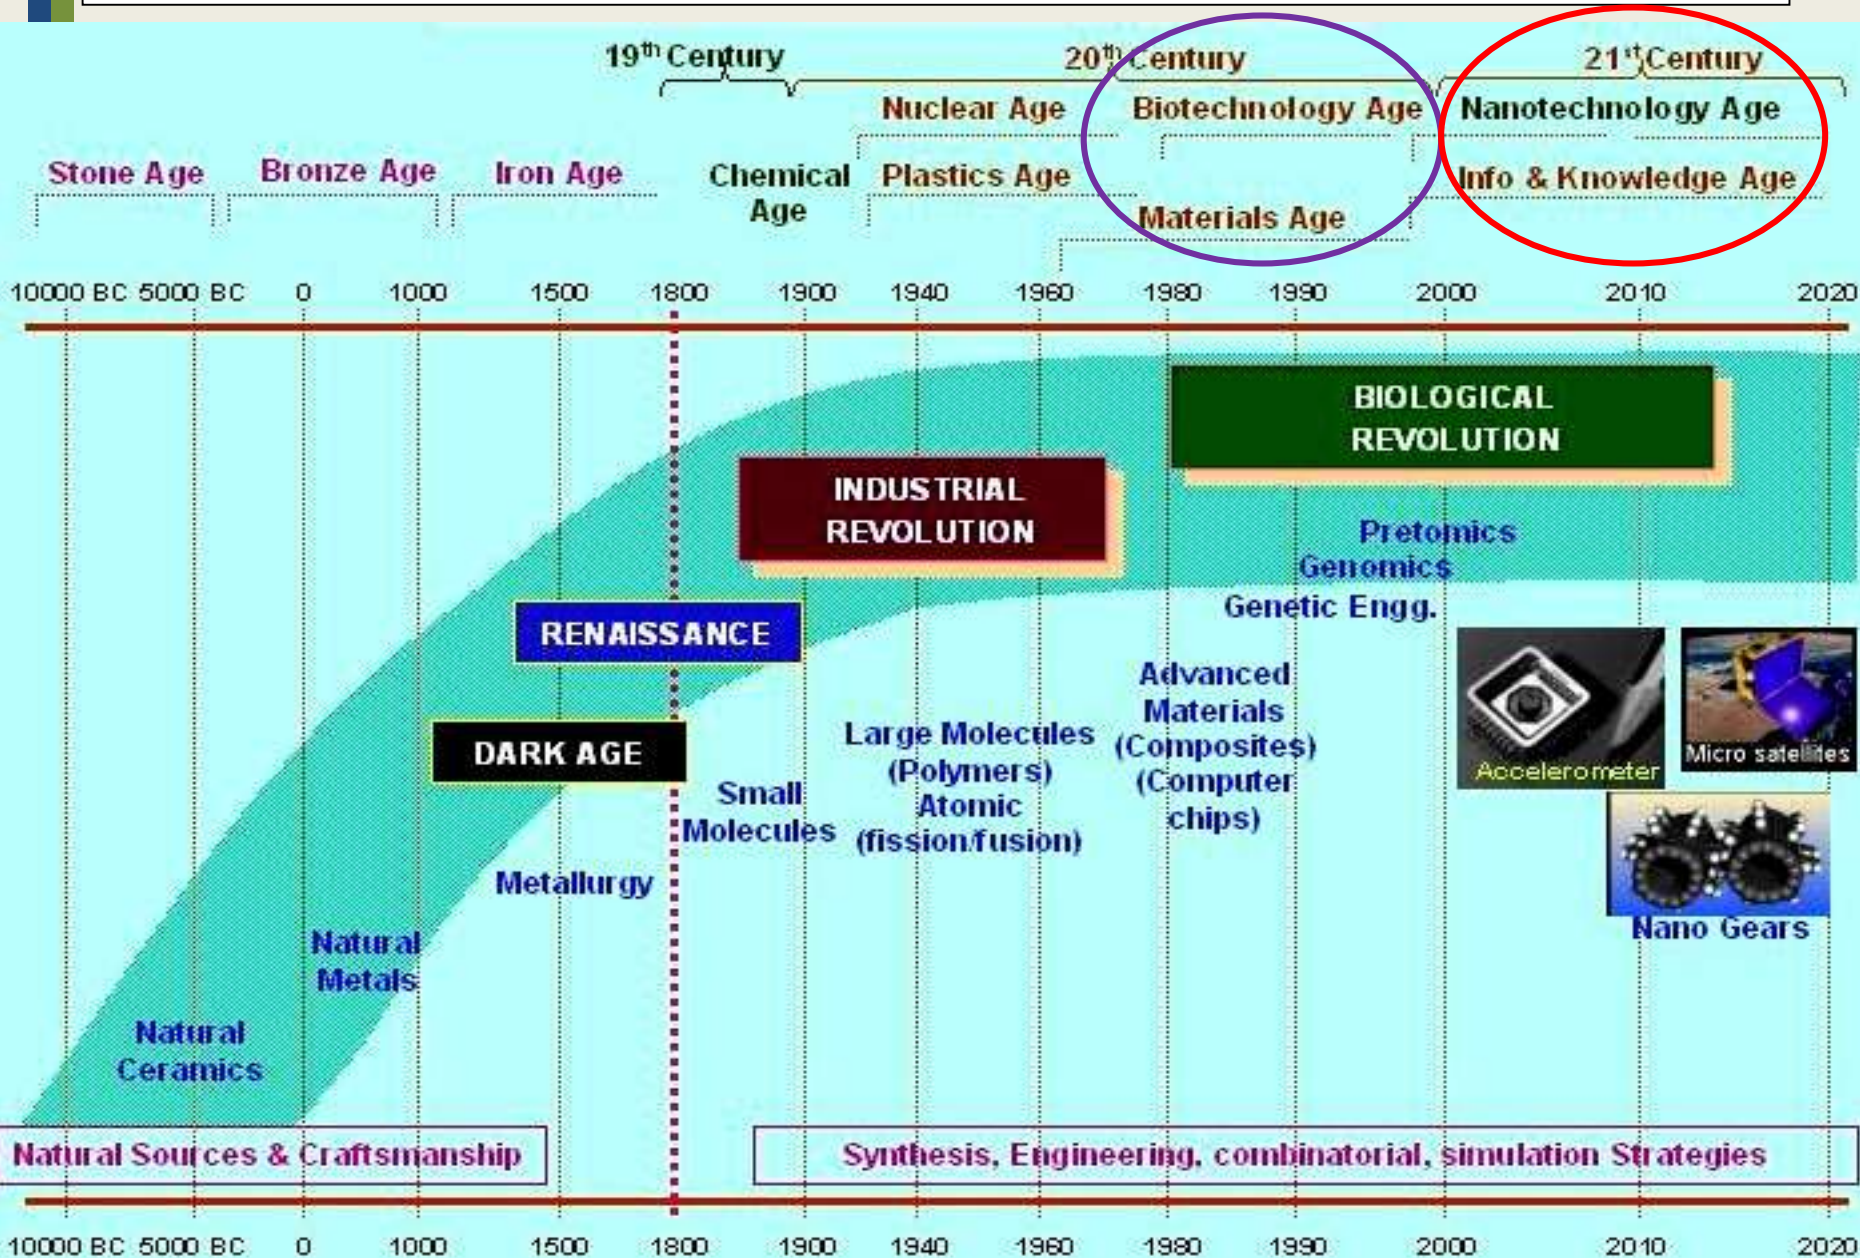 19th Century
20th Century
21st Century
Nuclear Age
Biotechnology Age
Nanotechnology Age
Stone Age
Bronze Age
Iron Age
Chemical
Age
Plastics Age
Info & Knowledge Age
Materials Age
10000 BC 5000 BC 0 1000 1500 1800 1900 1940 1960 1980 1990 2000 2010 2020
BIOLOGICAL
REVOLUTION
INDUSTRIAL
REVOLUTION
Pretomics
Genomics
Genetic Engg.
RENAISSANCE
DARK AGE
Advanced
Materials
(Composites)
(Computer
chips)
Large Molecules
(Polymers)
Atomic
(fission/fusion)
Small
Molecules
Accelerometer
Micro satellites
Nano Gears
Metallurgy
Natural
Metals
Natural
Ceramics
Natural Sources & Craftsmanship
Synthesis, Engineering, combinatorial, simulation Strategies
10000 BC 5000 BC 0 1000 1500 1800 1900 1940 1960 1980 1990 2000 2010 2020